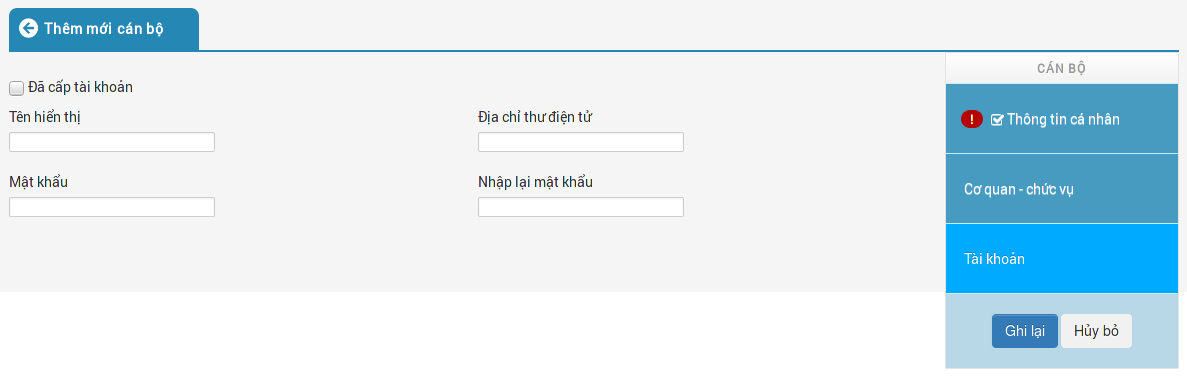 Thêm mới cán bộ
CÁN BỘ
Đã cấp tài khoản
Tên hiển thị
Địa chỉ thư điện tử
Mật khẩu
Nhập lại mật khẩu
! Thông tin cá nhân
Cơ quan - chức vụ
Tài khoản
Ghi lại Hủy bỏ